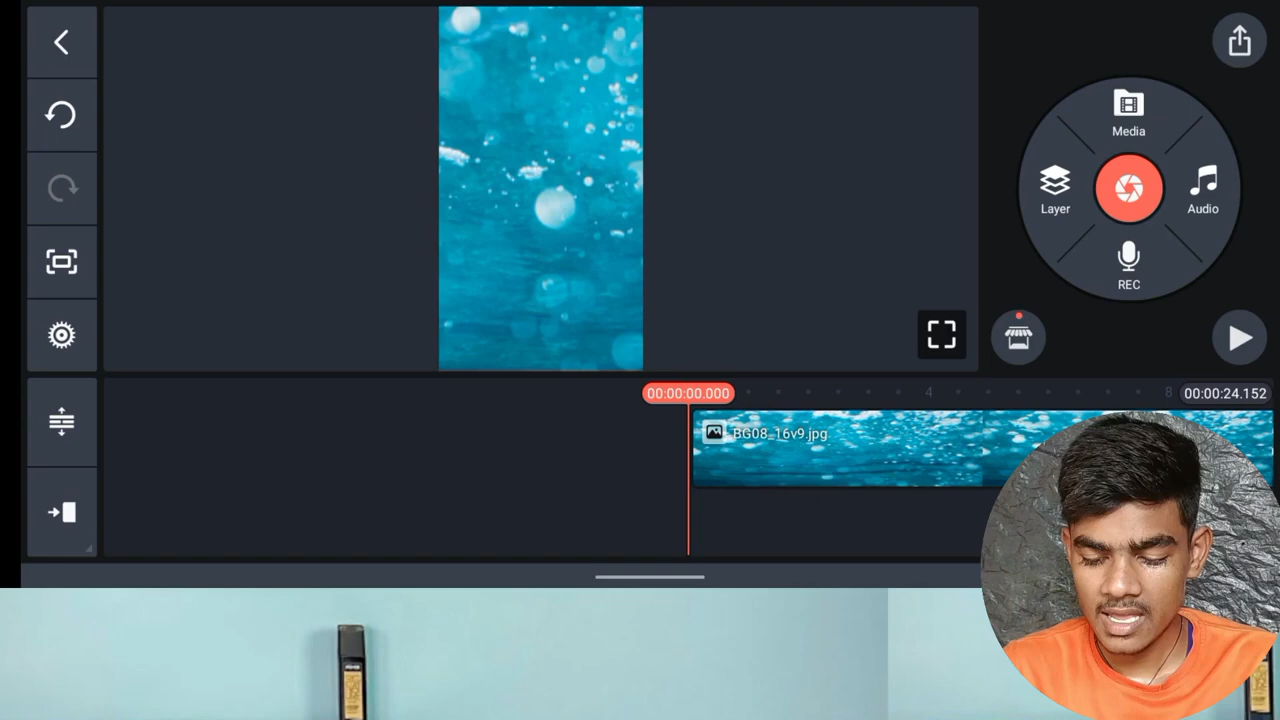 Media
Layer
Audio
REC
00:00:00.000
4
8
00:00:24.152
BG08_16v9.jpg